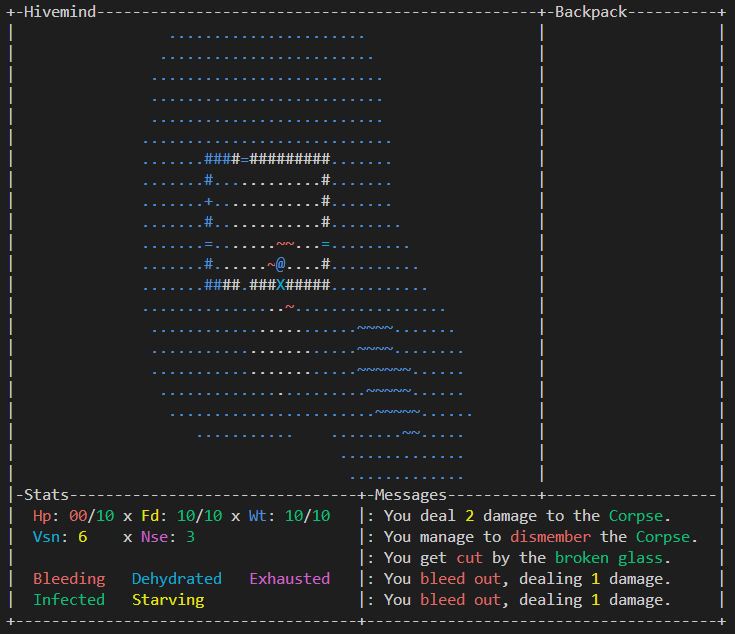 Hivemind
Backpack
Stats
Hp: 00/10 x Fd: 10/10 x Wt: 10/10
Vsn: 6 x Nse: 3
Bleeding Dehydrated Exhausted
Infected Starving
Messages
: You deal 2 damage to the Corpse.
: You manage to dismember the Corpse.
: You get cut by the broken glass.
: You bleed out, dealing 1 damage.
: You bleed out, dealing 1 damage.